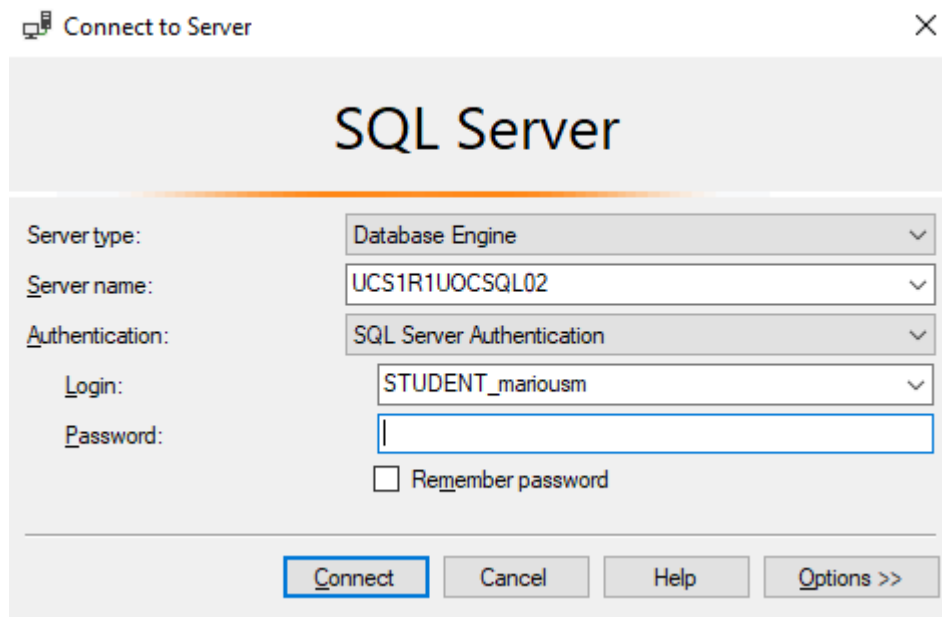 Connect to Server
SQL Server
Server type: Database Engine
Server name: UCS1R1UOCSQL02
Authentication: SQL Server Authentication
Login: STUDENT_mariousm
Password:
Remember password
Connect Cancel Help Options >>